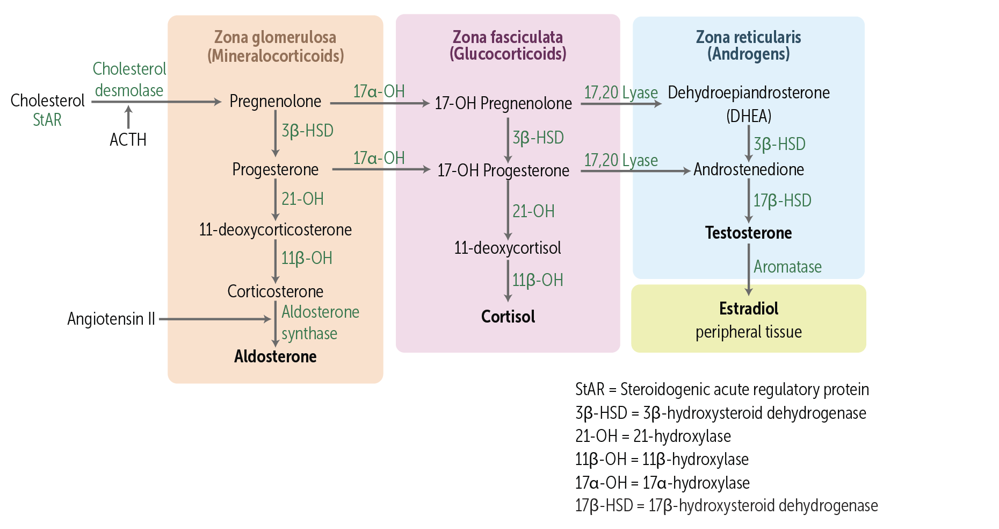 Zona glomerulosa
(Mineralocorticoids)
Zona fasciculata
(Glucocorticoids)
Zona reticularis
(Androgens)
Cholesterol
desmolase
Cholesterol
StAR
ACTH
Pregnenolone
17α-OH
17-OH Pregnenolone
17,20 Lyase
Dehydroepiandrosterone
(DHEA)
3β-HSD
3β-HSD
3β-HSD
Progesterone
17α-OH
17-OH Progesterone
17,20 Lyase
Androstenedione
21-OH
21-OH
17β-HSD
11-deoxycorticosterone
11-deoxycortisol
Testosterone
11β-OH
11β-OH
Aromatase
Corticosterone
Angiotensin II
Aldosterone
synthase
Aldosterone
Cortisol
Estradiol
peripheral tissue
StAR = Steroidogenic acute regulatory protein
3β-HSD = 3β-hydroxysteroid dehydrogenase
21-OH = 21-hydroxylase
11β-OH = 11β-hydroxylase
17α-OH = 17α-hydroxylase
17β-HSD = 17β-hydroxysteroid dehydrogenase